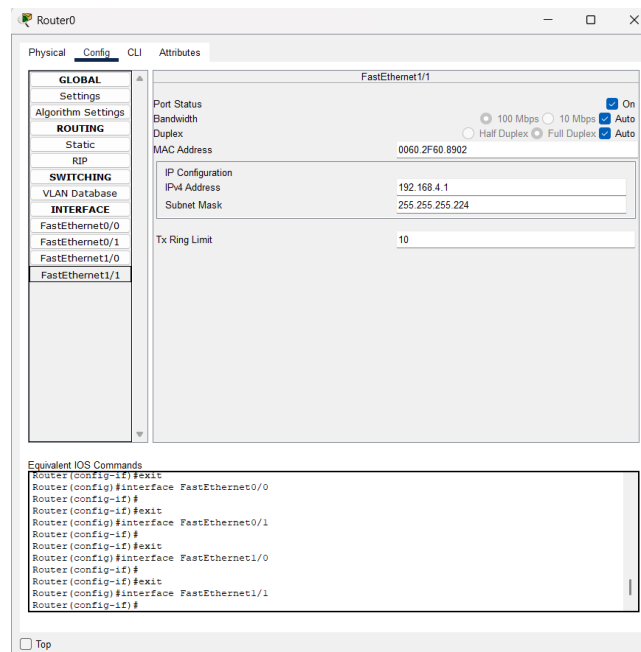 Router0
Physical Config CLI Attributes
GLOBAL
Settings
Algorithm Settings
ROUTING
Static
RIP
SWITCHING
VLAN Database
INTERFACE
FastEthernet0/0
FastEthernet0/1
FastEthernet1/0
FastEthernet1/1
FastEthernet1/1
Port Status On
Bandwidth 100 Mbps 10 Mbps Auto
Duplex Half Duplex Full Duplex Auto
MAC Address 0060.2F60.8902
IP Configuration
IPv4 Address 192.168.4.1
Subnet Mask 255.255.255.224
Tx Ring Limit 10
Equivalent IOS Commands
Router(config-if)#exit
Router(config)#interface FastEthernet0/0
Router(config-if)#
Router(config-if)#exit
Router(config)#interface FastEthernet0/1
Router(config-if)#
Router(config-if)#exit
Router(config)#interface FastEthernet1/0
Router(config-if)#
Router(config-if)#exit
Router(config)#interface FastEthernet1/1
Router(config-if)#
Top